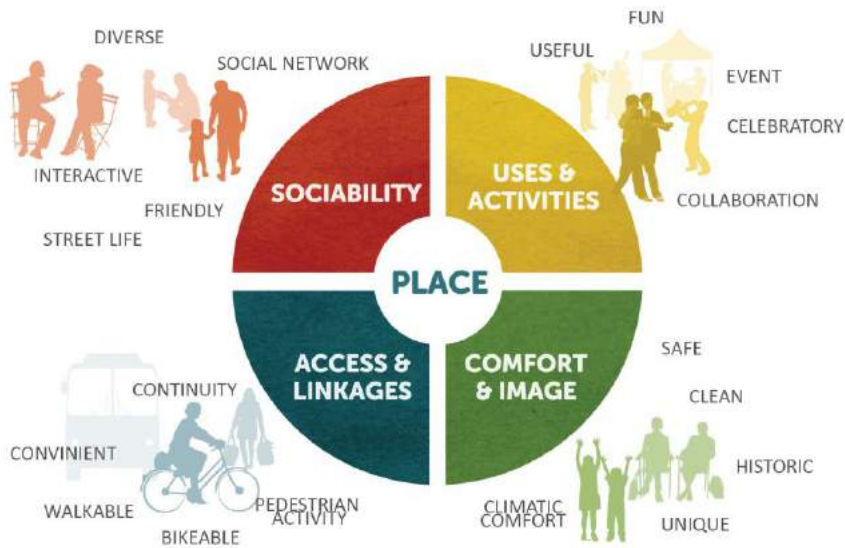 DIVERSE
SOCIAL NETWORK
INTERACTIVE
FRIENDLY
STREET LIFE
SOCIABILITY
FUN
USEFUL
EVENT
CELEBRATORY
COLLABORATION
USES &
ACTIVITIES
PLACE
ACCESS &
LINKAGES
CONTINUITY
CONVINIENT
WALKABLE
BIKEABLE
PEDESTRIAN
ACTIVITY
COMFORT
& IMAGE
SAFE
CLEAN
HISTORIC
UNIQUE
CLIMATIC
COMFORT